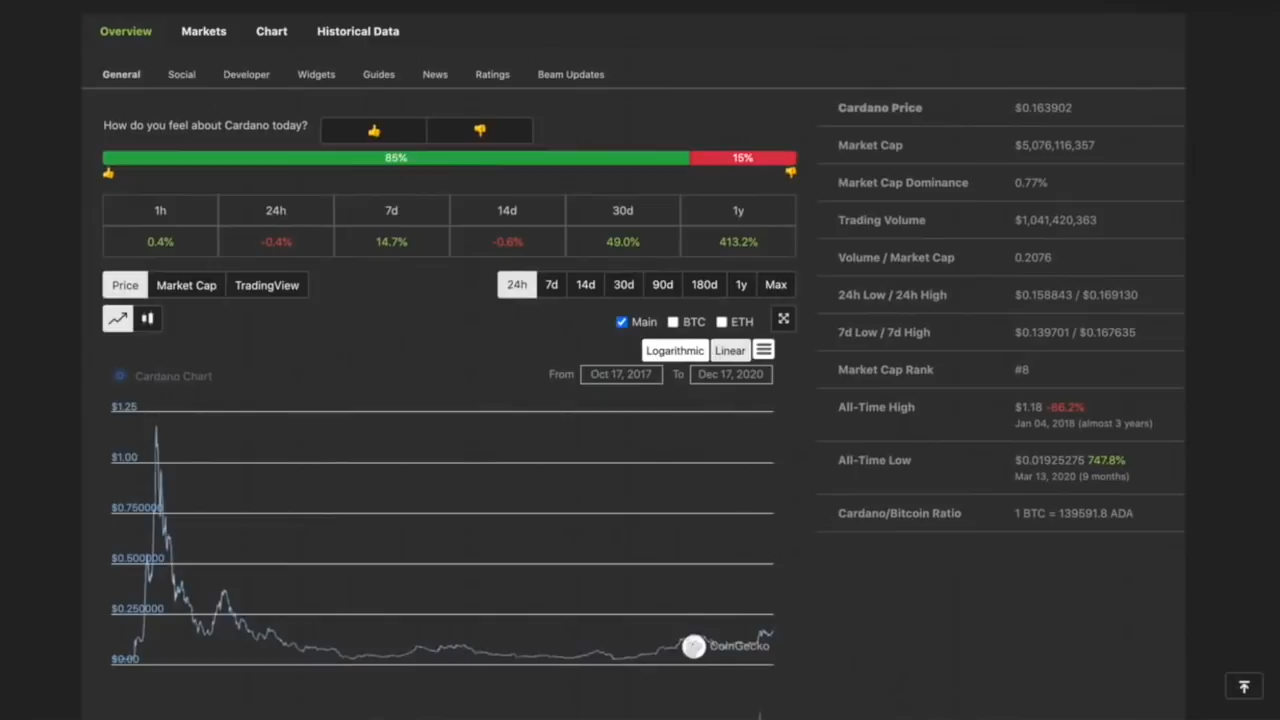 Overview Markets Chart Historical Data
General Social Developer Widgets Guides News Ratings Beam Updates
How do you feel about Cardano today?
85% 15%
1h 24h 7d 14d 30d 1y
0.4% -0.4% 14.7% -0.6% 49.0% 413.2%
Price Market Cap TradingView
24h 7d 14d 30d 90d 180d 1y Max
Main BTC ETH
Logarithmic Linear
Cardano Chart
From Oct 17, 2017 To Dec 17, 2020
$1.25
$1.00
$0.750000
$0.500000
$0.250000
$0.00
CoinGecko
Cardano Price $0.163902
Market Cap $5,076,116,357
Market Cap Dominance 0.77%
Trading Volume $1,041,420,363
Volume / Market Cap 0.2076
24h Low / 24h High $0.158843 / $0.169130
7d Low / 7d High $0.139701 / $0.167635
Market Cap Rank #8
All-Time High $1.18 -86.2%
Jan 04, 2018 (almost 3 years)
All-Time Low $0.01925275 747.8%
Mar 13, 2020 (9 months)
Cardano/Bitcoin Ratio 1 BTC = 139591.8 ADA